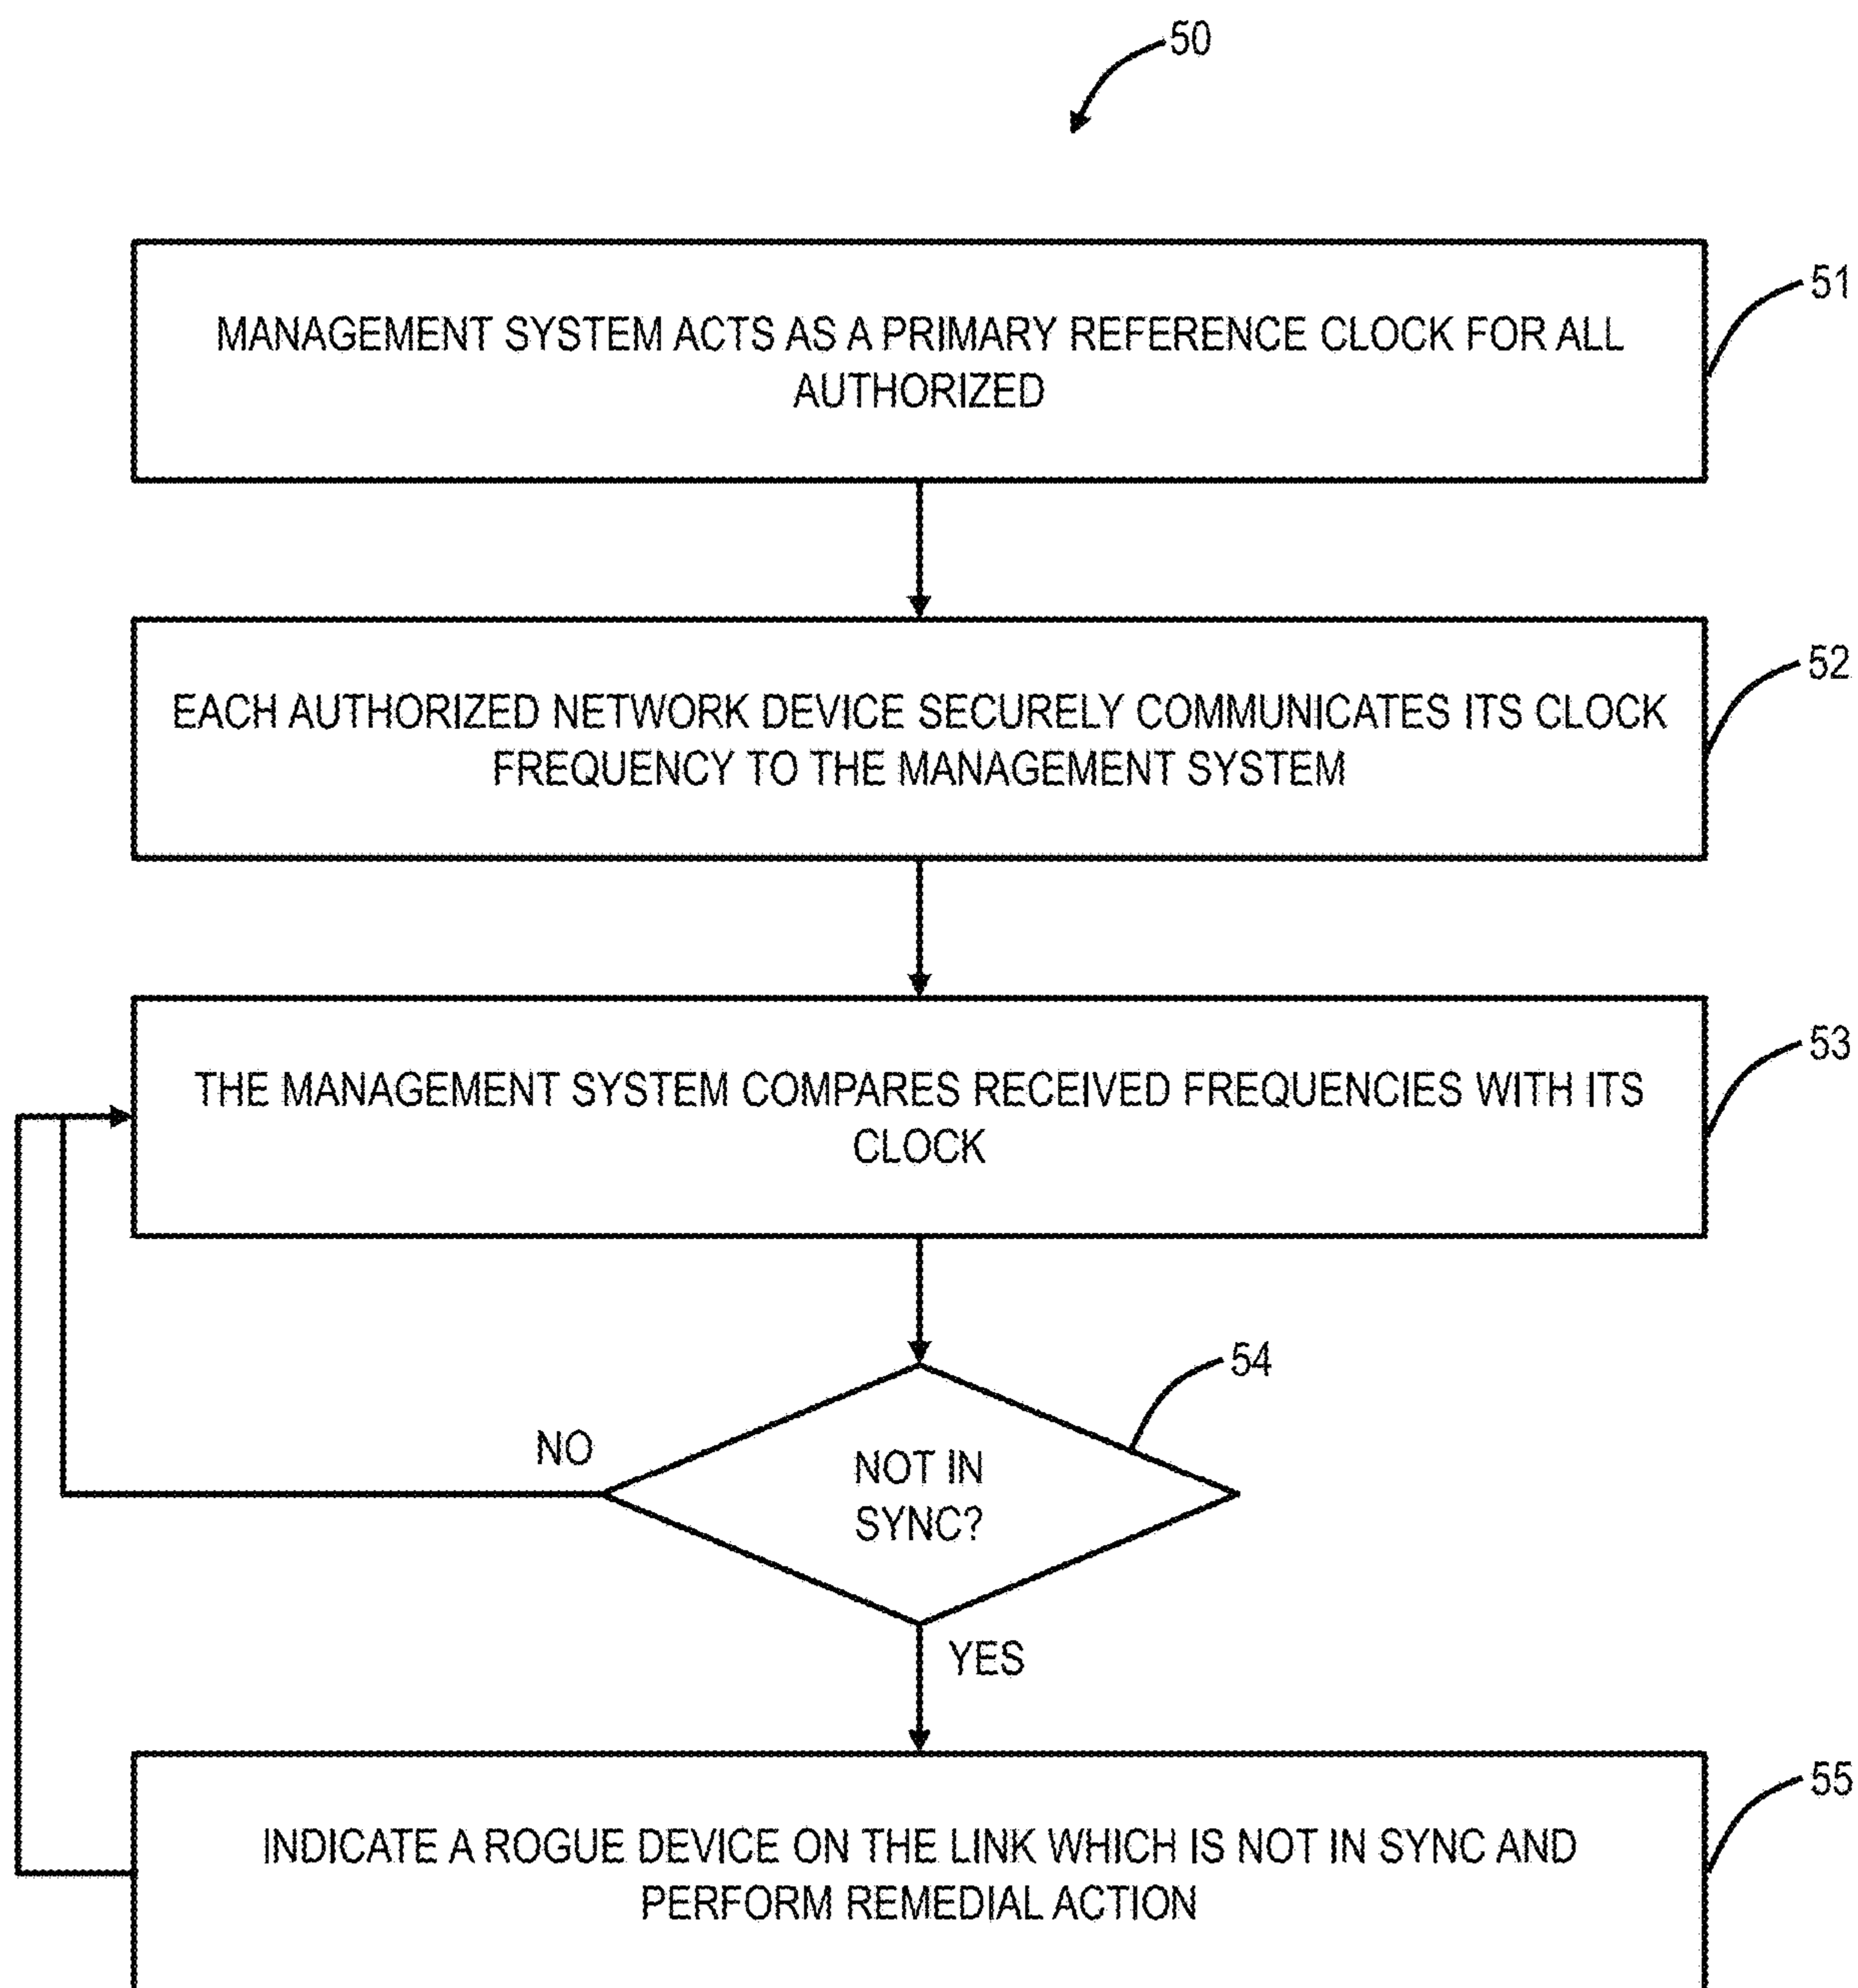 50
51
MANAGEMENT SYSTEM ACTS AS A PRIMARY REFERENCE CLOCK FOR ALL
AUTHORIZED
52
EACH AUTHORIZED NETWORK DEVICE SECURELY COMMUNICATES ITS CLOCK
FREQUENCY TO THE MANAGEMENT SYSTEM
53
THE MANAGEMENT SYSTEM COMPARES RECEIVED FREQUENCIES WITH ITS
CLOCK
54
NO
NOT IN
SYNC?
YES
55
INDICATE A ROGUE DEVICE ON THE LINK WHICH IS NOT IN SYNC AND
PERFORM REMEDIAL ACTION